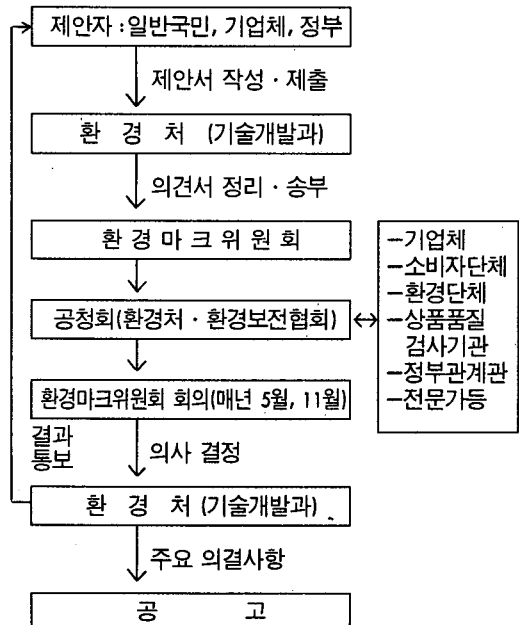 제안자 :일반국민, 기업체, 정부
제안서 작성 · 제출
환 경 처 (기술개발과)
의견서 정리 · 송부
환경마크위원회
공청회(환경처 · 환경보전협회)
-기업체
-소비자단체
-환경단체
-상품품질
검사기관
-정부관계관
-전문가등
환경마크위원회 회의(매년 5월, 11월)
결과
통보
의사 결정
환 경 처 (기술개발과)
주요 의결사항
공 고